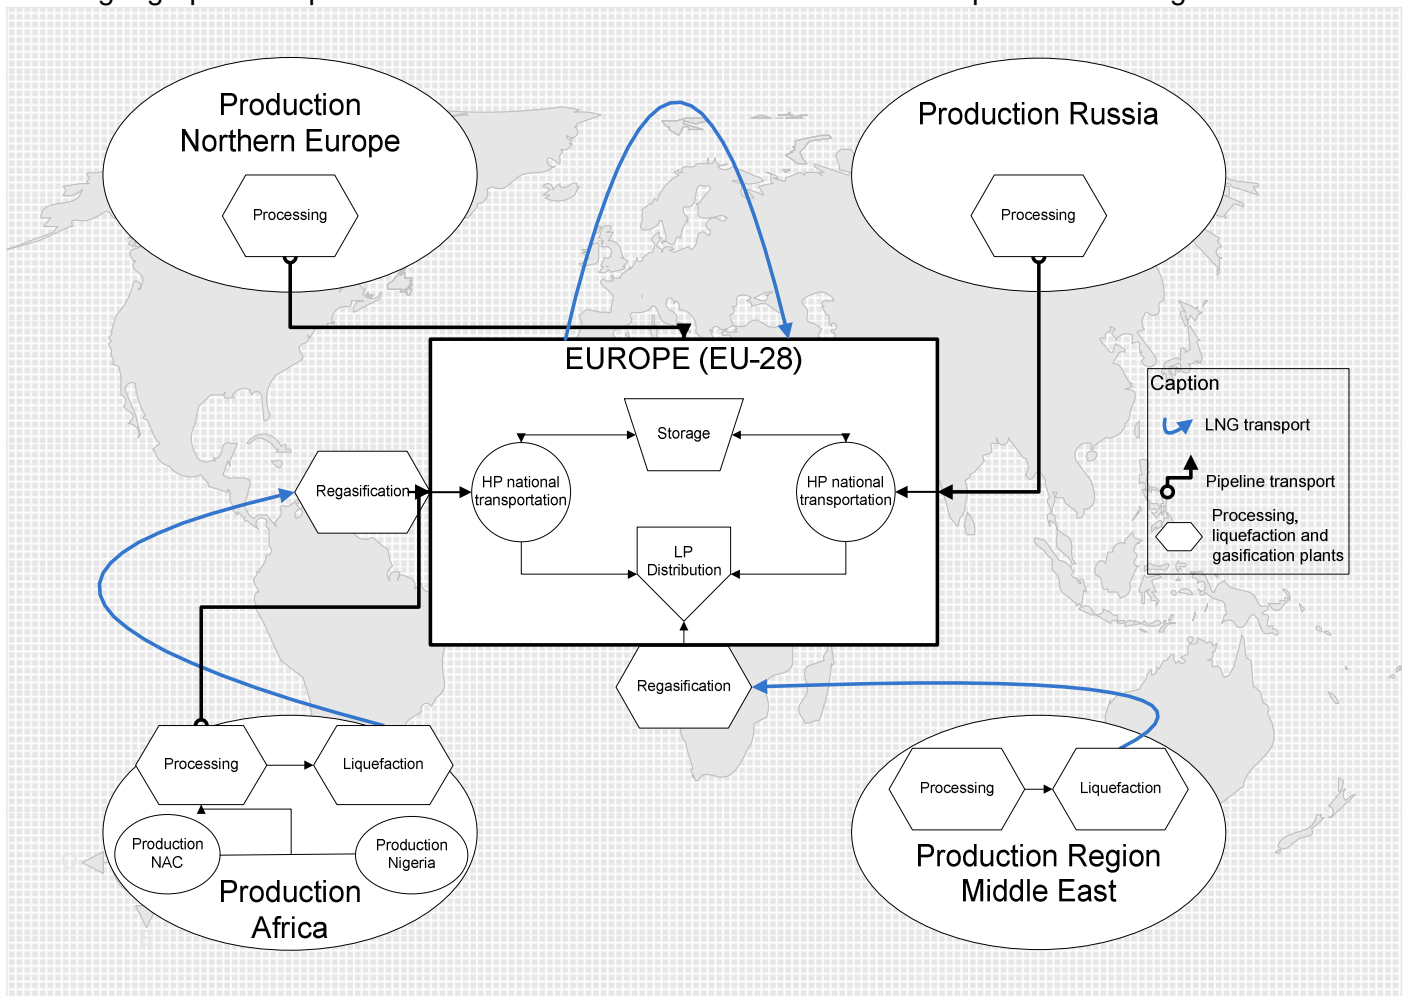 Production
Northern Europe
Processing
Production Russia
Processing
EUROPE (EU-28)
Storage
HP national
transportation
HP national
transportation
LP
Distribution
Regasification
Regasification
Caption
LNG transport
Pipeline transport
Processing,
liquefaction and
gasification plants
Processing
Liquefaction
Production
NAC
Production
Nigeria
Production
Africa
Processing
Liquefaction
Production Region
Middle East